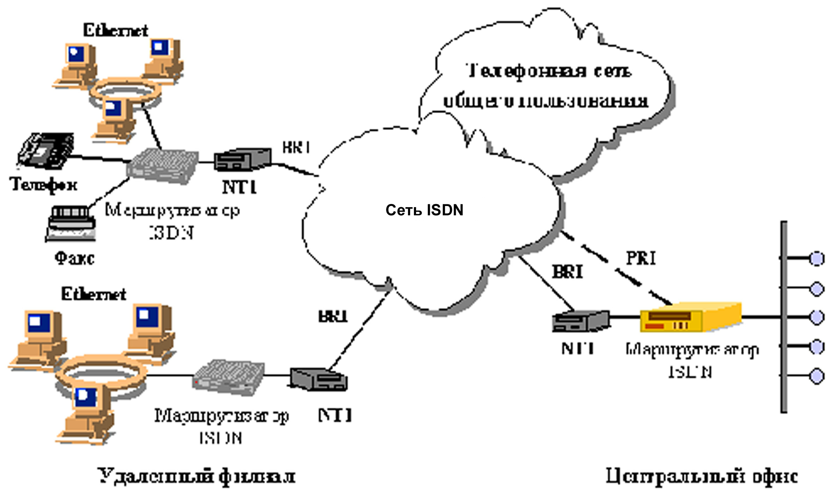 Ethernet
Телефонная сеть
общего пользования
BRI
Телефон
NT1
Маршрутизатор
ISDN
Сеть ISDN
Факс
PRI
BRI
Ethernet
BRI
NT1
Маршрутизатор
ISDN
Маршрутизатор
ISDN
NT1
Удаленный филиал
Центральный офис